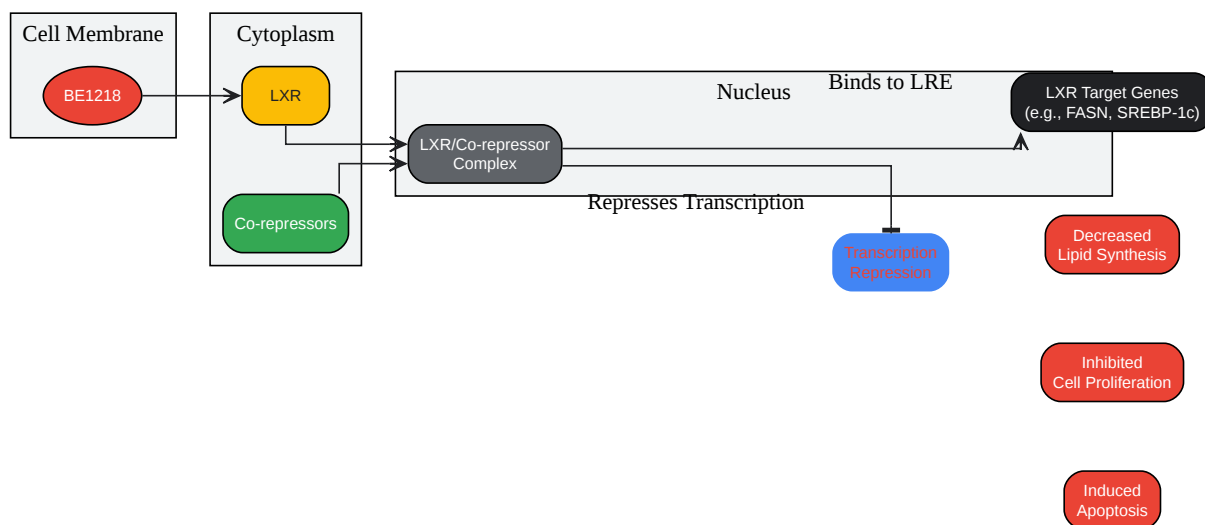 Cell Membrane
BE1218
Cytoplasm
LXR
Co-repressors
Nucleus
LXR/Co-repressor
Complex
Binds to LRE
LXR Target Genes
(e.g., FASN, SREBP-1c)
Represses Transcription
Transcription
Repression
Decreased
Lipid Synthesis
Inhibited
Cell Proliferation
Induced
Apoptosis